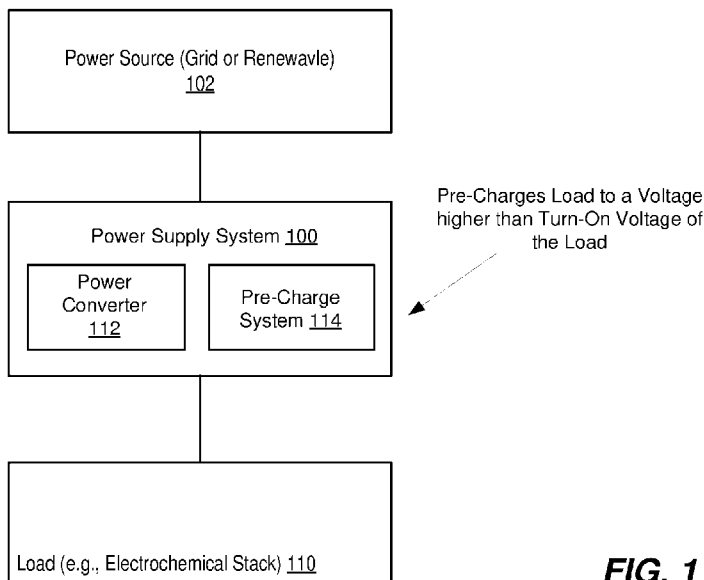 Power Source (Grid or Renewavle)
102
Pre-Charges Load to a Voltage
higher than Turn-On Voltage of
the Load
Power Supply System 100
Power
Converter
112
Pre-Charge
System 114
Load (e.g., Electrochemical Stack) 110
FIG. 1